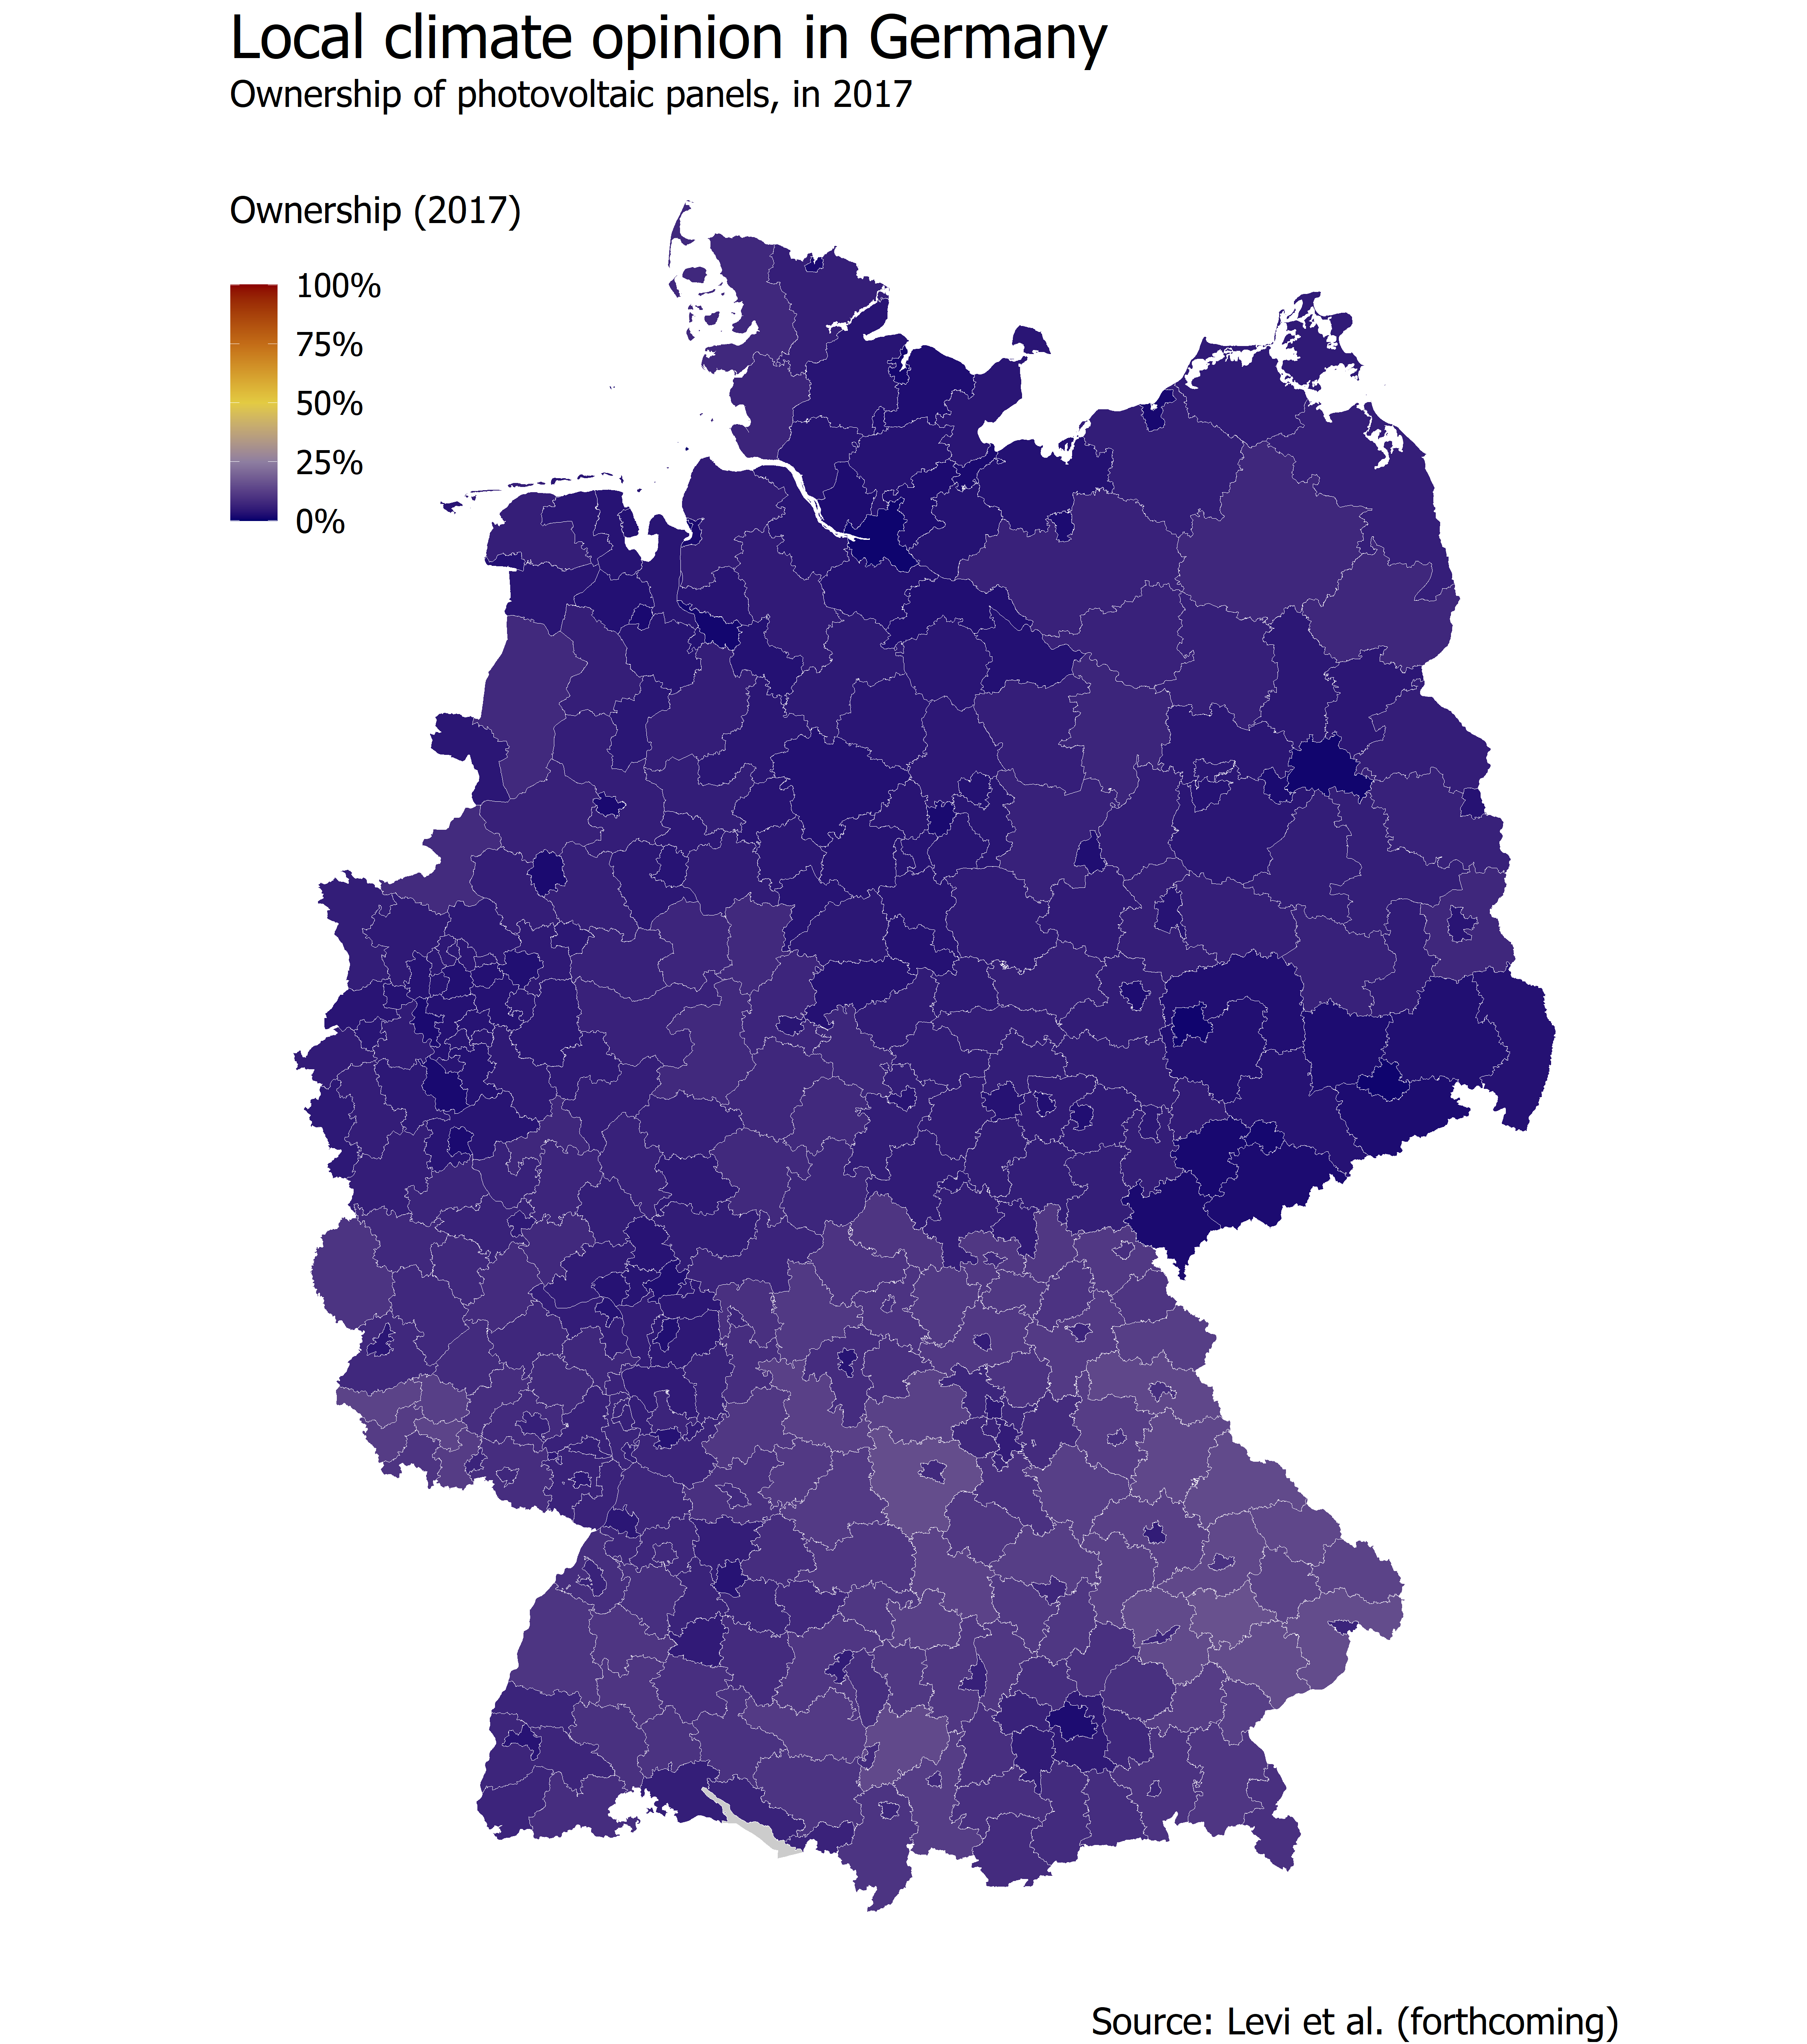 Local climate opinion in Germany
Ownership of photovoltaic panels, in 2017
Ownership (2017)
100%
75%
50%
25%
0%
Source: Levi et al. (forthcoming)